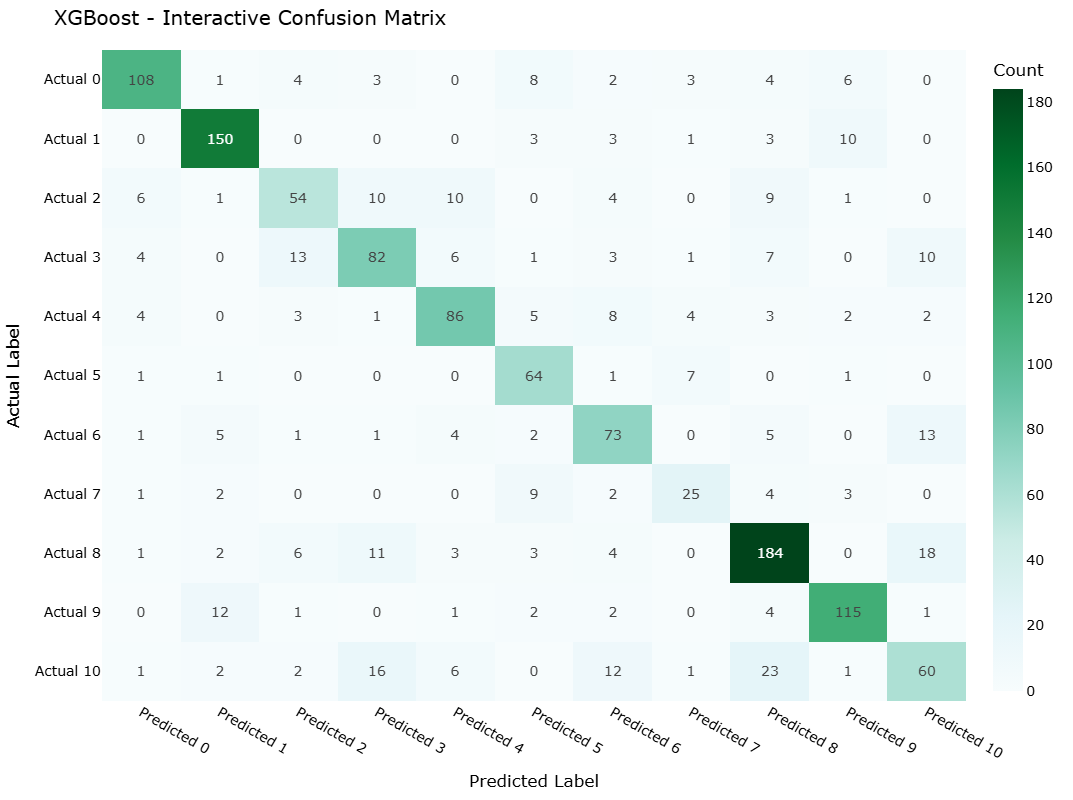 XGBoost - Interactive Confusion Matrix
Count
Actual 0 108 1 4 3 0 8 2 3 4 6 0
Actual 1 0 150 0 0 0 3 3 1 3 10 0
Actual 2 6 1 54 10 10 0 4 0 9 1 0
Actual 3 4 0 13 82 6 1 3 1 7 0 10
Actual 4 4 0 3 1 86 5 8 4 3 2 2
Actual 5 1 1 0 0 0 64 1 7 0 1 0
Actual 6 1 5 1 1 4 2 73 0 5 0 13
Actual 7 1 2 0 0 0 9 2 25 4 3 0
Actual 8 1 2 6 11 3 3 4 0 184 0 18
Actual 9 0 12 1 0 1 2 2 0 4 115 1
Actual 10 1 2 2 16 6 0 12 1 23 1 60
Predicted 0 Predicted 1 Predicted 2 Predicted 3 Predicted 4 Predicted 5 Predicted 6 Predicted 7 Predicted 8 Predicted 9 Predicted 10
Predicted Label
Actual Label
180
160
140
120
100
80
60
40
20
0